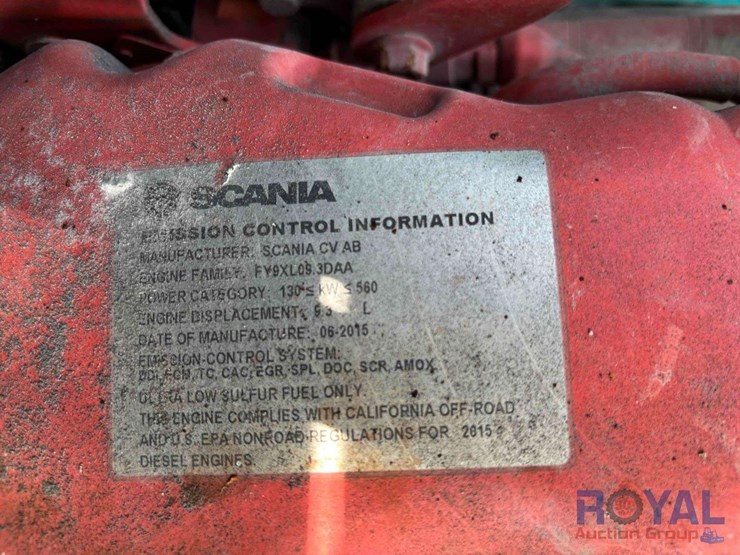 SCANIA
EMISSION CONTROL INFORMATION
MANUFACTURER: SCANIA CV AB
ENGINE FAMILY: FY9XL09.3DAA
POWER CATEGORY: 130 ≤ kW ≤ 560
ENGINE DISPLACEMENT: 9.3 L
DATE OF MANUFACTURE: 06-2015
EMISSION-CONTROL SYSTEM:
DDI, ECM, TC, CAC, EGR, SPL, DOC, SCR, AMOX
ULTRA LOW SULFUR FUEL ONLY.
THIS ENGINE COMPLIES WITH CALIFORNIA OFF-ROAD
AND U.S. EPA NONROAD REGULATIONS FOR 2015
DIESEL ENGINES.
ROYAL
Auction Group